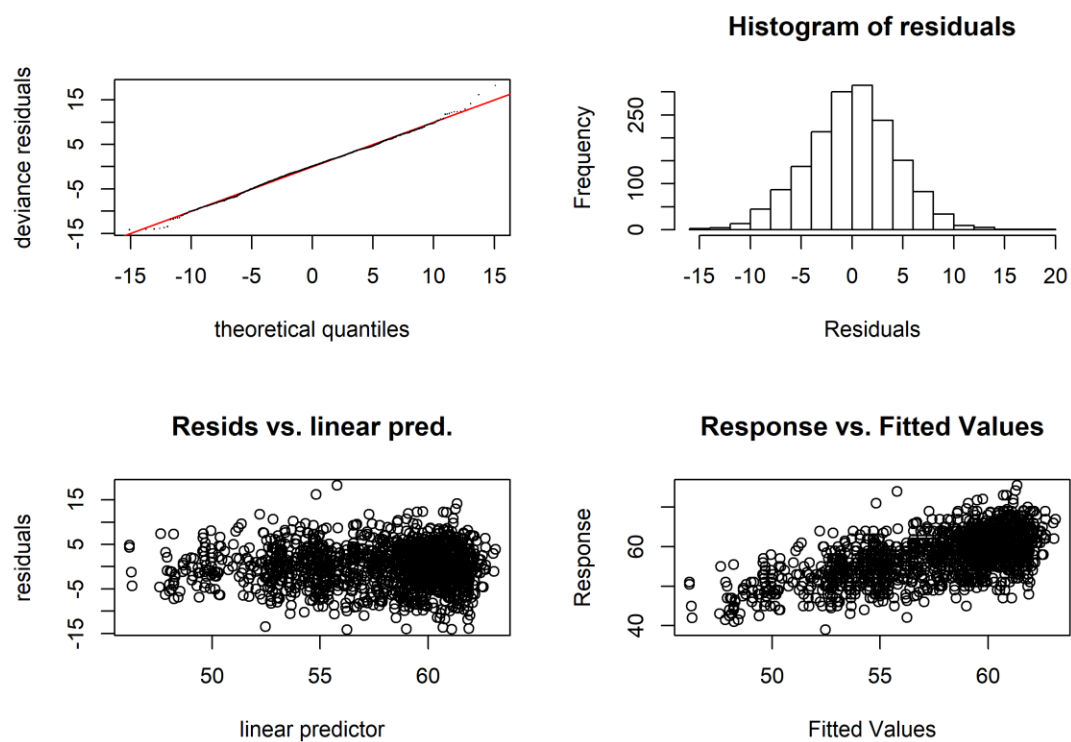 deviance residuals
15
5
-5
-15
-15 -10 -5 0 5 10 15
theoretical quantiles
Histogram of residuals
Frequency
250
100
0
-15 -10 -5 0 5 10 15 20
Residuals
Resids vs. linear pred.
residuals
15
5
-5
-15
50 55 60
linear predictor
Response vs. Fitted Values
Response
60
40
50 55 60
Fitted Values